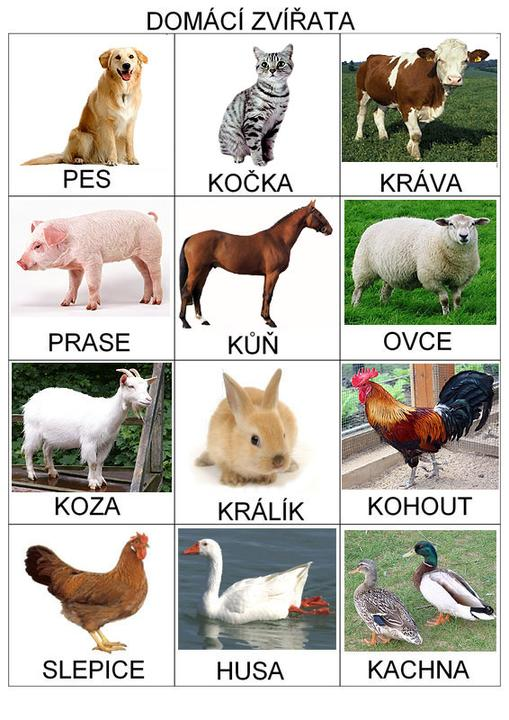 DOMÁCÍ ZVÍŘATA
PES
KOČKA
KRÁVA
PRASE
KŮŇ
OVCE
KOZA
KRÁLÍK
KOHOUT
SLEPICE
HUSA
KACHNA